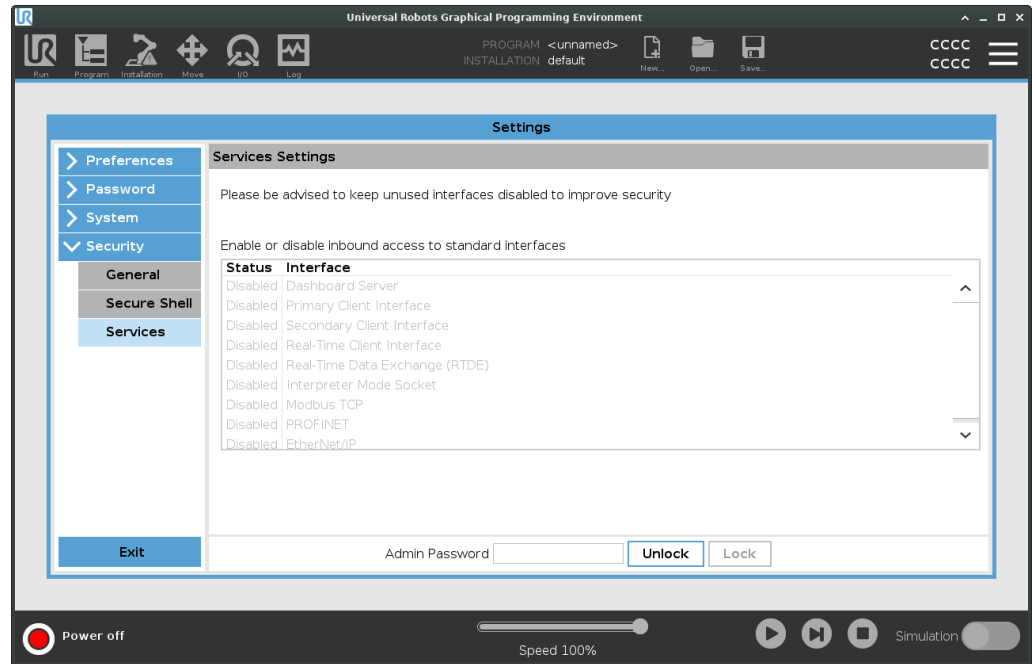 UR Universal Robots Graphical Programming Environment
UR
Run Program Installation Move I/O Log
PROGRAM <unnamed>
INSTALLATION default
New... Open... Save...
CCCC
CCCC
Settings
Preferences
Password
System
Security
General
Secure Shell
Services
Exit
Services Settings
Please be advised to keep unused interfaces disabled to improve security
Enable or disable inbound access to standard interfaces
Status Interface
Disabled Dashboard Server
Disabled Primary Client Interface
Disabled Secondary Client Interface
Disabled Real-Time Client Interface
Disabled Real-Time Data Exchange (RTDE)
Disabled Interpreter Mode Socket
Disabled Modbus TCP
Disabled PROFINET
Disabled EtherNet/IP
Admin Password Unlock Lock
Power off
Speed 100%
Simulation